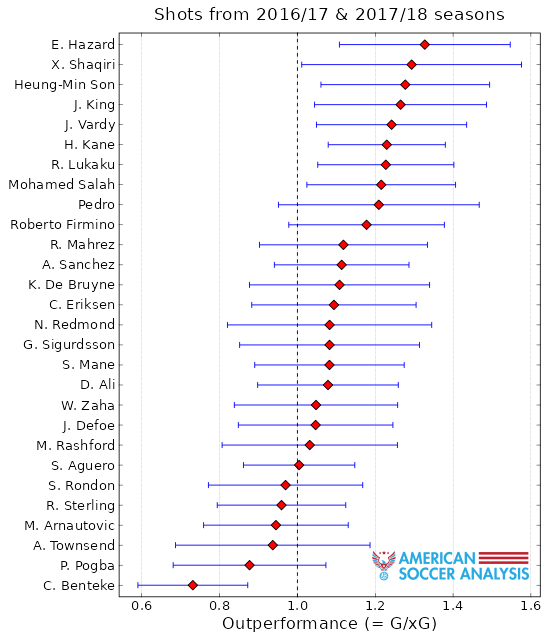 Shots from 2016/17 & 2017/18 seasons
E. Hazard
X. Shaqiri
Heung-Min Son
J. King
J. Vardy
H. Kane
R. Lukaku
Mohamed Salah
Pedro
Roberto Firmino
R. Mahrez
A. Sanchez
K. De Bruyne
C. Eriksen
N. Redmond
G. Sigurdsson
S. Mane
D. Ali
W. Zaha
J. Defoe
M. Rashford
S. Aguero
S. Rondon
R. Sterling
M. Arnautovic
A. Townsend
P. Pogba
C. Benteke
AMERICAN
SOCCER ANALYSIS
0.6 0.8 1.0 1.2 1.4 1.6
Outperformance (= G/xG)